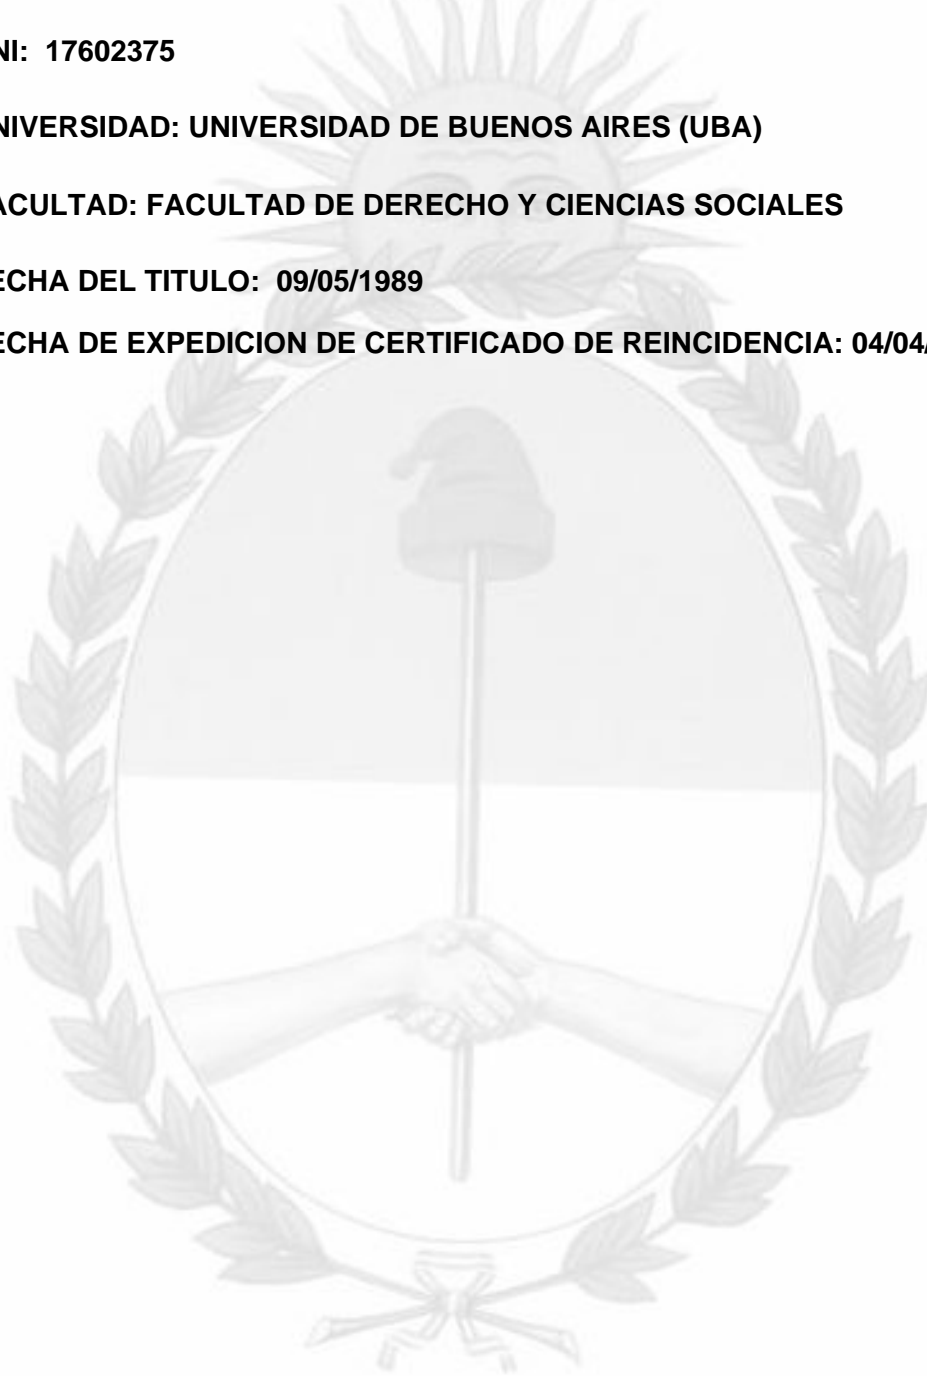 NI: 17602375
NIVERSIDAD: UNIVERSIDAD DE BUENOS AIRES (UBA)
ACULTAD: FACULTAD DE DERECHO Y CIENCIAS SOCIALES
ECHA DEL TITULO: 09/05/1989
ECHA DE EXPEDICION DE CERTIFICADO DE REINCIDENCIA: 04/04/